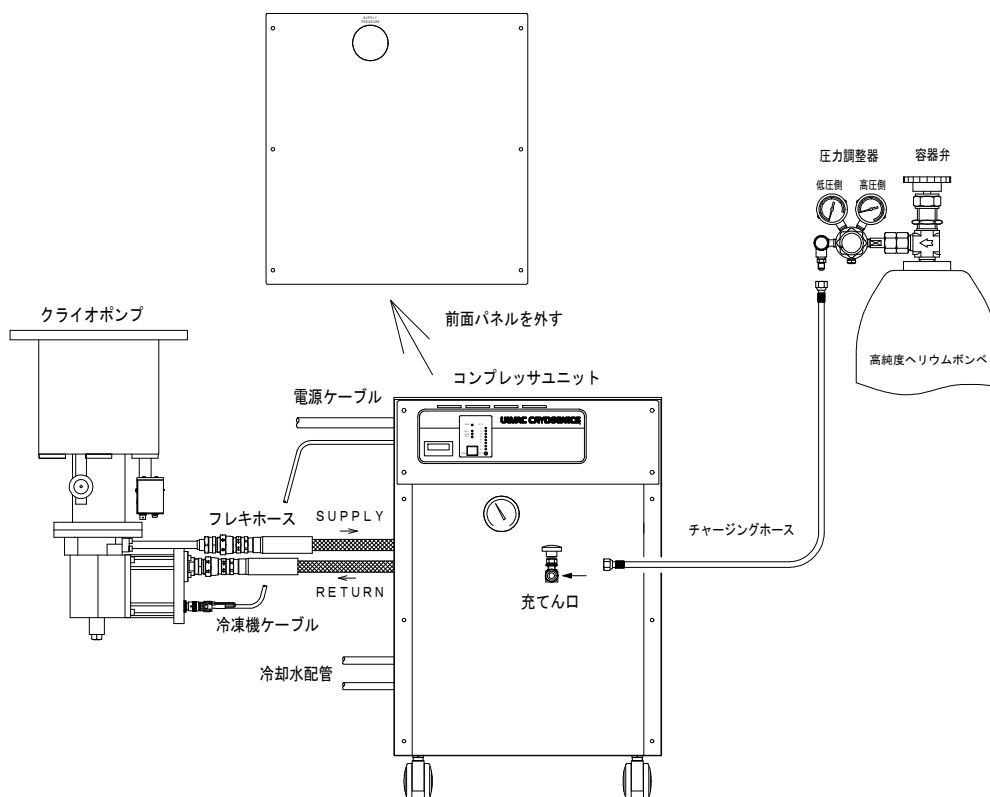 SUPPLY
PRESSURE
圧力調整器
容器弁
低圧側
高圧側
クライオポンプ
前面パネルを外す
高純度ヘリウムボンベ
コンプレッサユニット
電源ケーブル
ULVAC CRYOGENICS
フレキホース
SUPPLY
チャージングホース
RETURN
充てん口
冷凍機ケーブル
冷却水配管